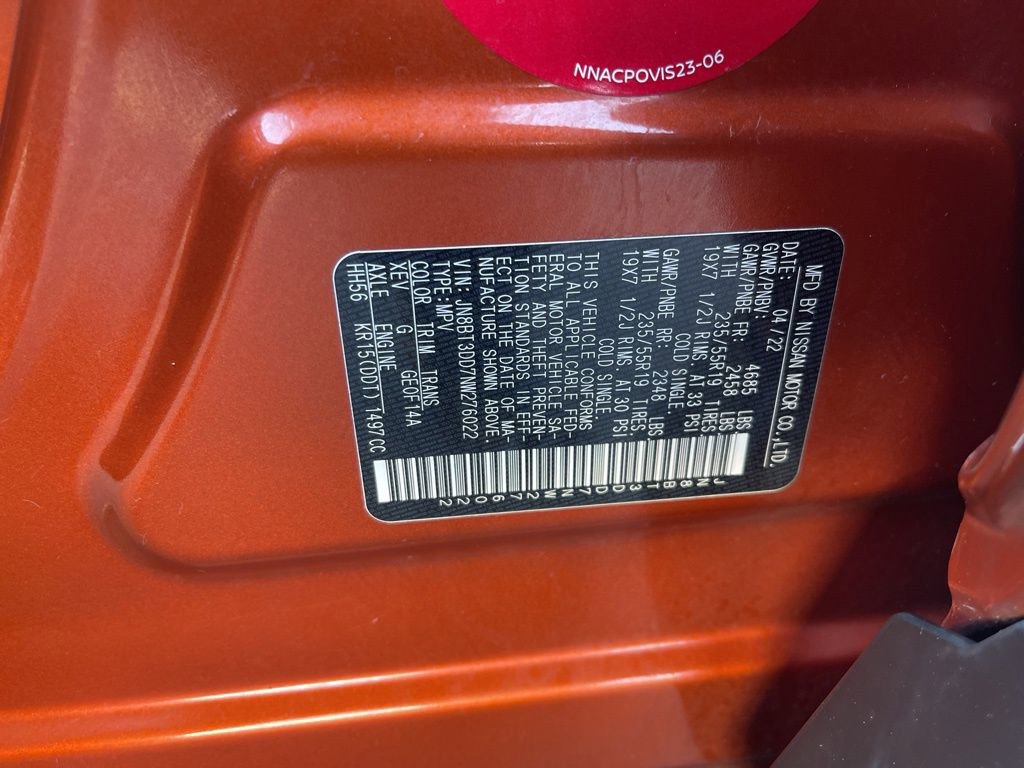 NNACPOVIS23-06
MFD BY NISSAN MOTOR CO.,LTD.
DATE: 04/22
GVWR/PNBV: 4685 LBS
GAWR/PNBE FR: 2458 LBS
WITH 235/55R19 TIRES,
19X7 1/2J RIMS AT 33 PSI
COLD SINGLE.
GAWR/PNBE RR: 2348 LBS
WITH 235/55R19 TIRES,
19X7 1/2J RIMS AT 30 PSI
COLD SINGLE
THIS VEHICLE CONFORMS
TO ALL APPLICABLE FED-
ERAL MOTOR VEHICLE SA-
FETY AND THEFT PREVEN-
TION STANDARDS IN EFF-
ECT ON THE DATE OF MA-
NUFACTURE SHOWN ABOVE.
VIN: JN8BT3DD7NW276022
TYPE:MPV
COLOR TRIM TRANS
XEV G GE0F14A
AXLE ENGINE
HH56 KR15(DDT) 1497CC
JN8BT3DD7NW276022